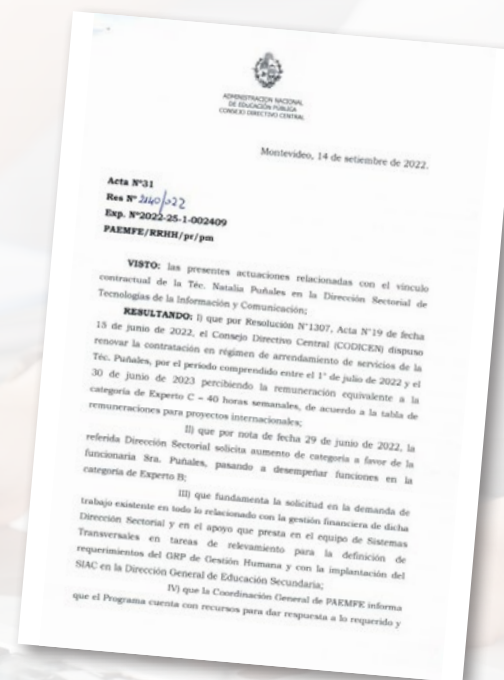 ADMINISTRACION NACIONAL
DE EDUCACIÓN PÚBLICA
CONSEJO DIRECTIVO CENTRAL
Montevideo, 14 de setiembre de 2022.
Acta N°31
Res N° 2140/022
Exp. N°2022-25-1-002409
PAEMFE/RRHH/pr/pm
VISTO: las presentes actuaciones relacionadas con el vínculo
contractual de la Téc. Natalia Puñales en la Dirección Sectorial de
Tecnologías de la Información y Comunicación;
RESULTANDO: I) que por Resolución N°1307, Acta N°19 de fecha
15 de junio de 2022, el Consejo Directivo Central (CODICEN) dispuso
renovar la contratación en régimen de arrendamiento de servicios de la
Téc. Puñales, por el período comprendido entre el 1° de julio de 2022 y el
30 de junio de 2023 percibiendo la remuneración equivalente a la
categoría de Experto C – 40 horas semanales, de acuerdo a la tabla de
remuneraciones para proyectos internacionales;
II) que por nota de fecha 29 de junio de 2022, la
referida Dirección Sectorial solicita aumento de categoría a favor de la
funcionaria Sra. Puñales, pasando a desempeñar funciones en la
categoría de Experto B;
III) que fundamenta la solicitud en la demanda de
trabajo existente en todo lo relacionado con la gestión financiera de dicha
Dirección Sectorial y en el apoyo que presta en el equipo de Sistemas
Transversales en tareas de relevamiento para la definición de
requerimientos del GRP de Gestión Humana y con la implantación del
SIAC en la Dirección General de Educación Secundaria;
IV) que la Coordinación General de PAEMFE informa
que el Programa cuenta con recursos para dar respuesta a lo requerido y